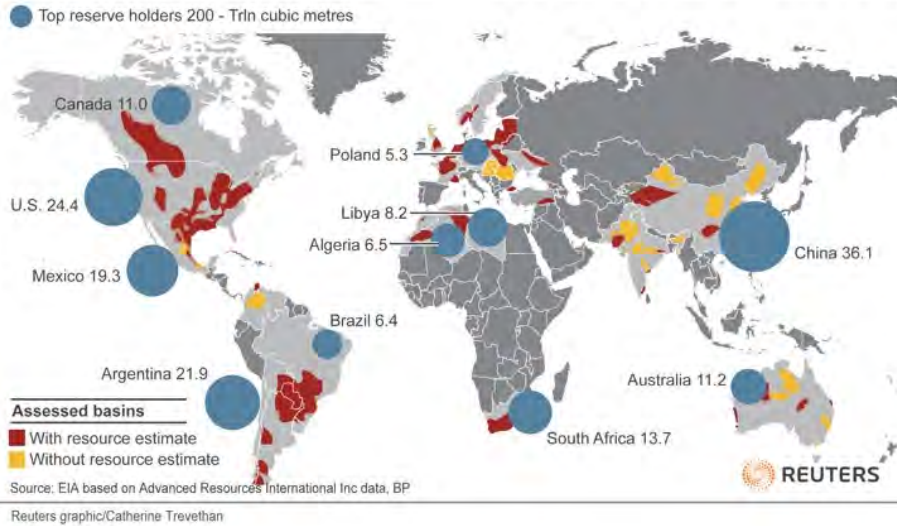 Top reserve holders 200 - Trln cubic metres
Canada 11.0
Poland 5.3
U.S. 24.4
Libya 8.2
Algeria 6.5
China 36.1
Mexico 19.3
Brazil 6.4
Argentina 21.9
Australia 11.2
South Africa 13.7
Assessed basins
With resource estimate
Without resource estimate
REUTERS
Source: EIA based on Advanced Resources International Inc data, BP
Reuters graphic/Catherine Trevethan